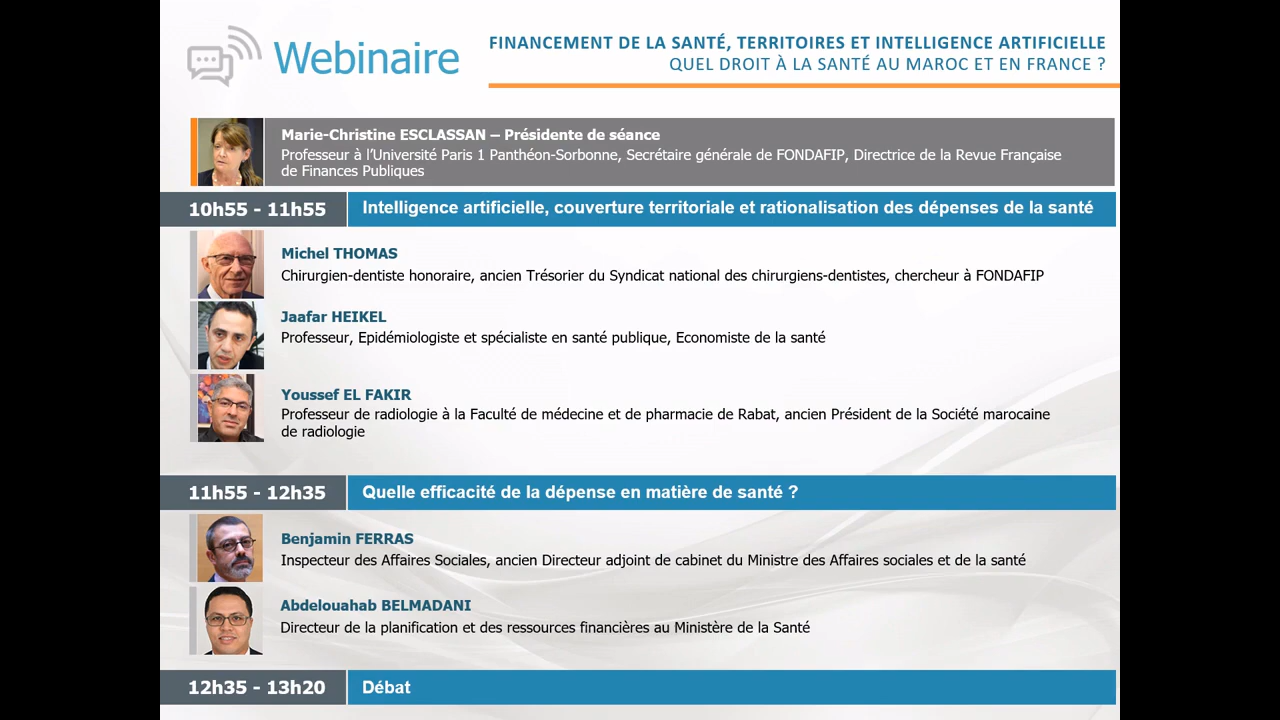 Webinaire
FINANCEMENT DE LA SANTÉ, TERRITOIRES ET INTELLIGENCE ARTIFICIELLE
QUEL DROIT À LA SANTÉ AU MAROC ET EN FRANCE ?
Marie-Christine ESCLASSAN – Présidente de séance
Professeur à l'Université Paris 1 Panthéon-Sorbonne, Secrétaire générale de FONDAFIP, Directrice de la Revue Française
de Finances Publiques
10h55 - 11h55 Intelligence artificielle, couverture territoriale et rationalisation des dépenses de la santé
Michel THOMAS
Chirurgien-dentiste honoraire, ancien Trésorier du Syndicat national des chirurgiens-dentistes, chercheur à FONDAFIP
Jaafar HEIKEL
Professeur, Epidémiologiste et spécialiste en santé publique, Economiste de la santé
Youssef EL FAKIR
Professeur de radiologie à la Faculté de médecine et de pharmacie de Rabat, ancien Président de la Société marocaine
de radiologie
11h55 - 12h35 Quelle efficacité de la dépense en matière de santé ?
Benjamin FERRAS
Inspecteur des Affaires Sociales, ancien Directeur adjoint de cabinet du Ministre des Affaires sociales et de la santé
Abdelouahab BELMADANI
Directeur de la planification et des ressources financières au Ministère de la Santé
12h35 - 13h20 Débat